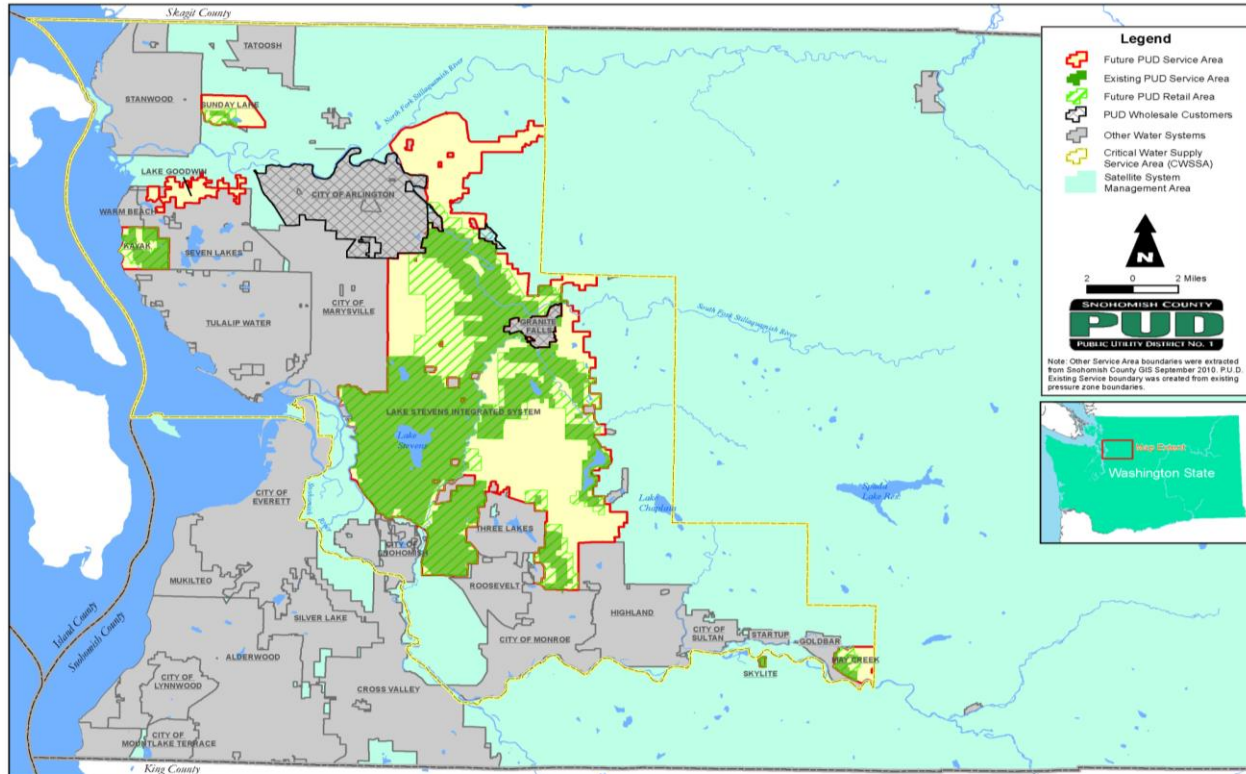 Skagit County
TATOOSH
STANWOOD
SUNDAY LAKE
North Fork Stillaguamish River
LAKE GOODWIN
CITY OF ARLINGTON
WARM BEACH
KAYAK
SEVEN LAKES
CITY OF
MARYSVILLE
TULALIP WATER
GRANITE
FALLS
South Fork Stillaguamish River
LAKE STEVENS INTEGRATED SYSTEM
Lake
Stevens
CITY OF
EVERETT
Snohomish River
Lake
Chaplain
Spada
Lake Res.
THREE LAKES
CITY OF
SNOHOMISH
MUKILTEO
ROOSEVELT
HIGHLAND
SILVER LAKE
CITY OF MONROE
CITY OF
SULTAN
STARTUP
GOLDBAR
MAY CREEK
SKYLITE
Island County
Snohomish County
ALDERWOOD
CITY OF
LYNNWOOD
CROSS VALLEY
CITY OF
MOUNTLAKE TERRACE
King County
Legend
Future PUD Service Area
Existing PUD Service Area
Future PUD Retail Area
PUD Wholesale Customers
Other Water Systems
Critical Water Supply
Service Area (CWSSA)
Satellite System
Management Area
N
2 0 2 Miles
SNOHOMISH COUNTY
PUD
PUBLIC UTILITY DISTRICT NO. 1
Note: Other Service Area boundaries were extracted
from Snohomish County GIS September 2010. P.U.D.
Existing Service boundary was created from existing
pressure zone boundaries.
Map Extent
Washington State